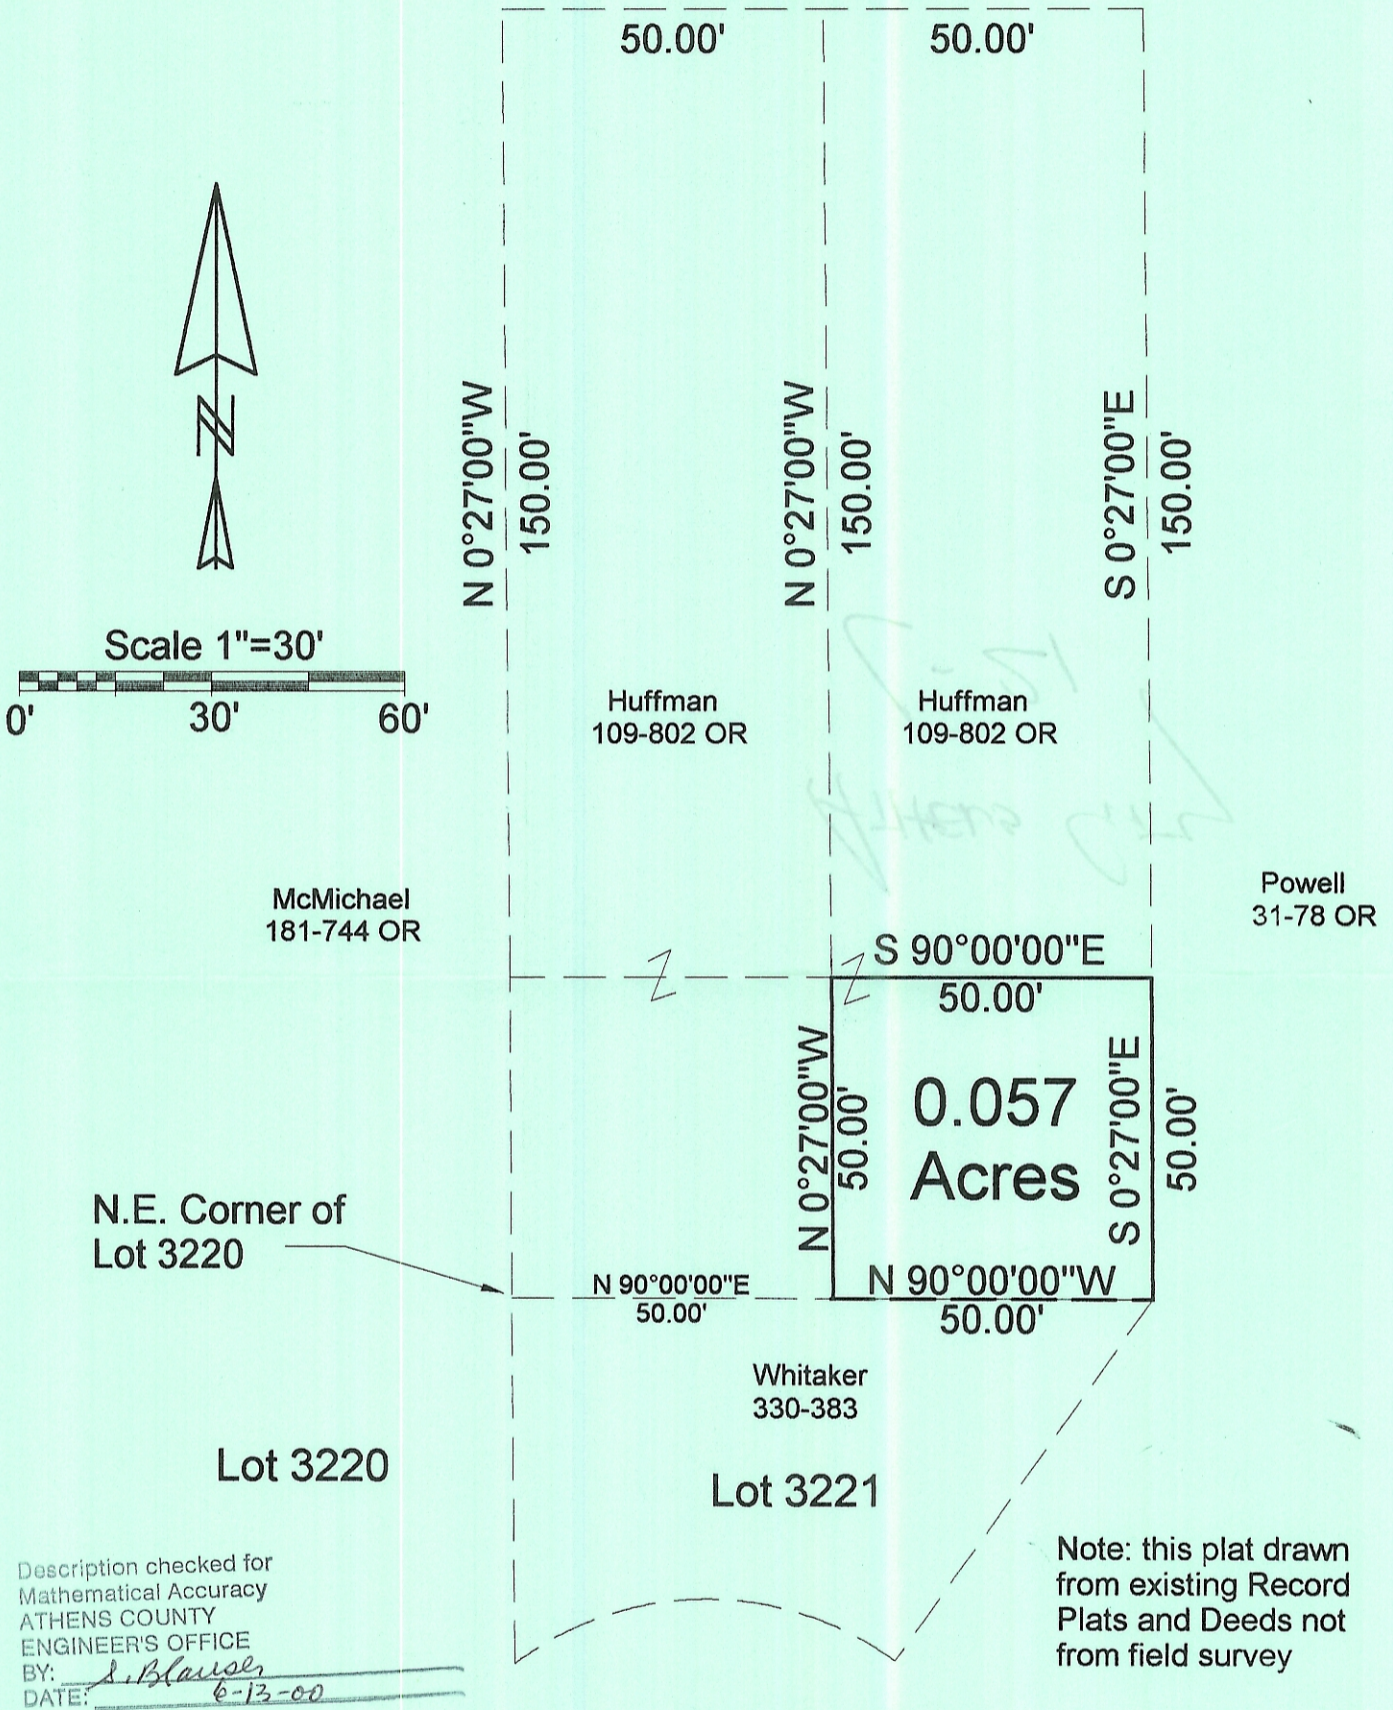 50.00'
50.00'
N 0°27'00"W
150.00'
N 0°27'00"W
150.00'
S 0°27'00"E
150.00'
N
Scale 1"=30'
0' 30' 60'
Huffman
109-802 OR
Huffman
109-802 OR
McMichael
181-744 OR
Powell
31-78 OR
S 90°00'00"E
50.00'
N 0°27'00"W
50.00'
0.057
Acres
S 0°27'00"E
50.00'
N.E. Corner of
Lot 3220
N 90°00'00"E
50.00'
N 90°00'00"W
50.00'
Whitaker
330-383
Lot 3220
Lot 3221
Description checked for
Mathematical Accuracy
ATHENS COUNTY
ENGINEER'S OFFICE
BY: S. Blauser
DATE: 6-13-00
Note: this plat drawn
from existing Record
Plats and Deeds not
from field survey